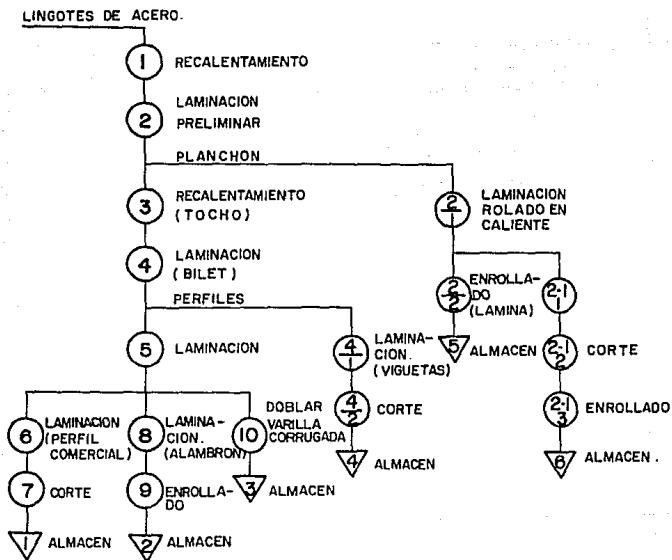 LINGOTES DE ACERO.
1 RECALENTAMIENTO
LAMINACION
2 PRELIMINAR
PLANCHON
3 RECALENTAMIENTO
(TOCHO)
2/1 LAMINACION
ROLADO EN
CALIENTE
4 LAMINACION
(BILET)
PERFILES
2/2 ENROLLA-
DO
(LAMINA)
2·1/1
5 ALMACEN
5 LAMINACION
4/1 LAMINA-
CION.
(VIGUETAS)
2·1/2 CORTE
4/2 CORTE
2·1/3 ENROLLADO
6 LAMINACION
(PERFIL
COMERCIAL)
8 LAMINA-
CION.
(ALAMBRON)
10 DOBLAR
VARILLA
CORRUGADA
4 ALMACEN
6 ALMACEN.
7 CORTE
9 ENROLLA-
DO
3 ALMACEN
1 ALMACEN
2 ALMACEN